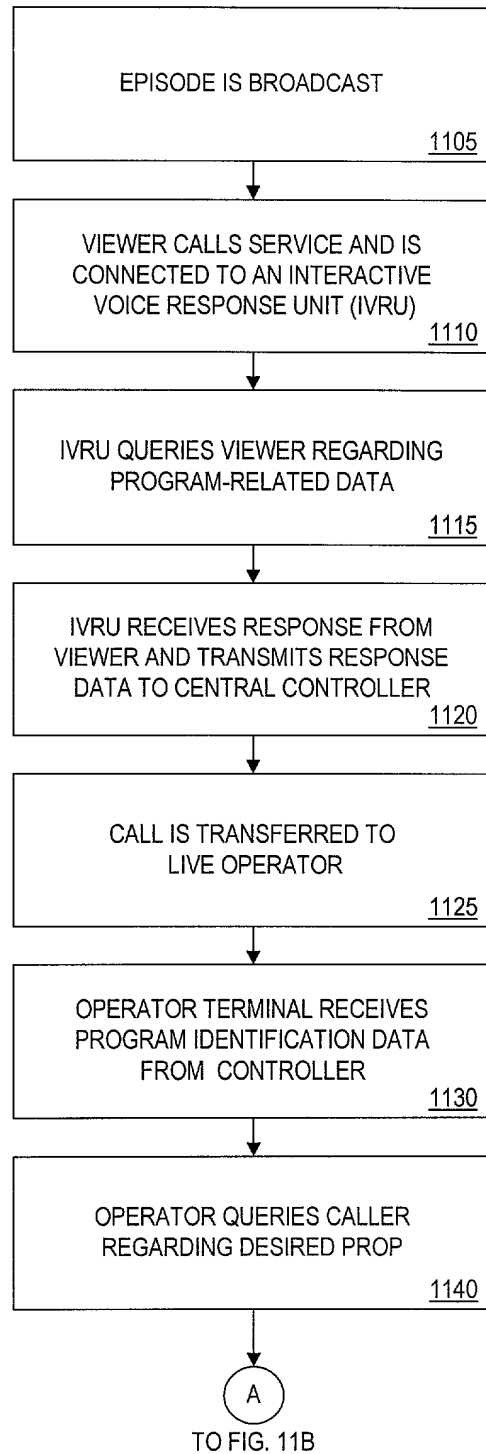 EPISODE IS BROADCAST
1105
VIEWER CALLS SERVICE AND IS
CONNECTED TO AN INTERACTIVE
VOICE RESPONSE UNIT (IVRU)
1110
IVRU QUERIES VIEWER REGARDING
PROGRAM-RELATED DATA
1115
IVRU RECEIVES RESPONSE FROM
VIEWER AND TRANSMITS RESPONSE
DATA TO CENTRAL CONTROLLER
1120
CALL IS TRANSFERRED TO
LIVE OPERATOR
1125
OPERATOR TERMINAL RECEIVES
PROGRAM IDENTIFICATION DATA
FROM CONTROLLER
1130
OPERATOR QUERIES CALLER
REGARDING DESIRED PROP
1140
A
TO FIG. 11B